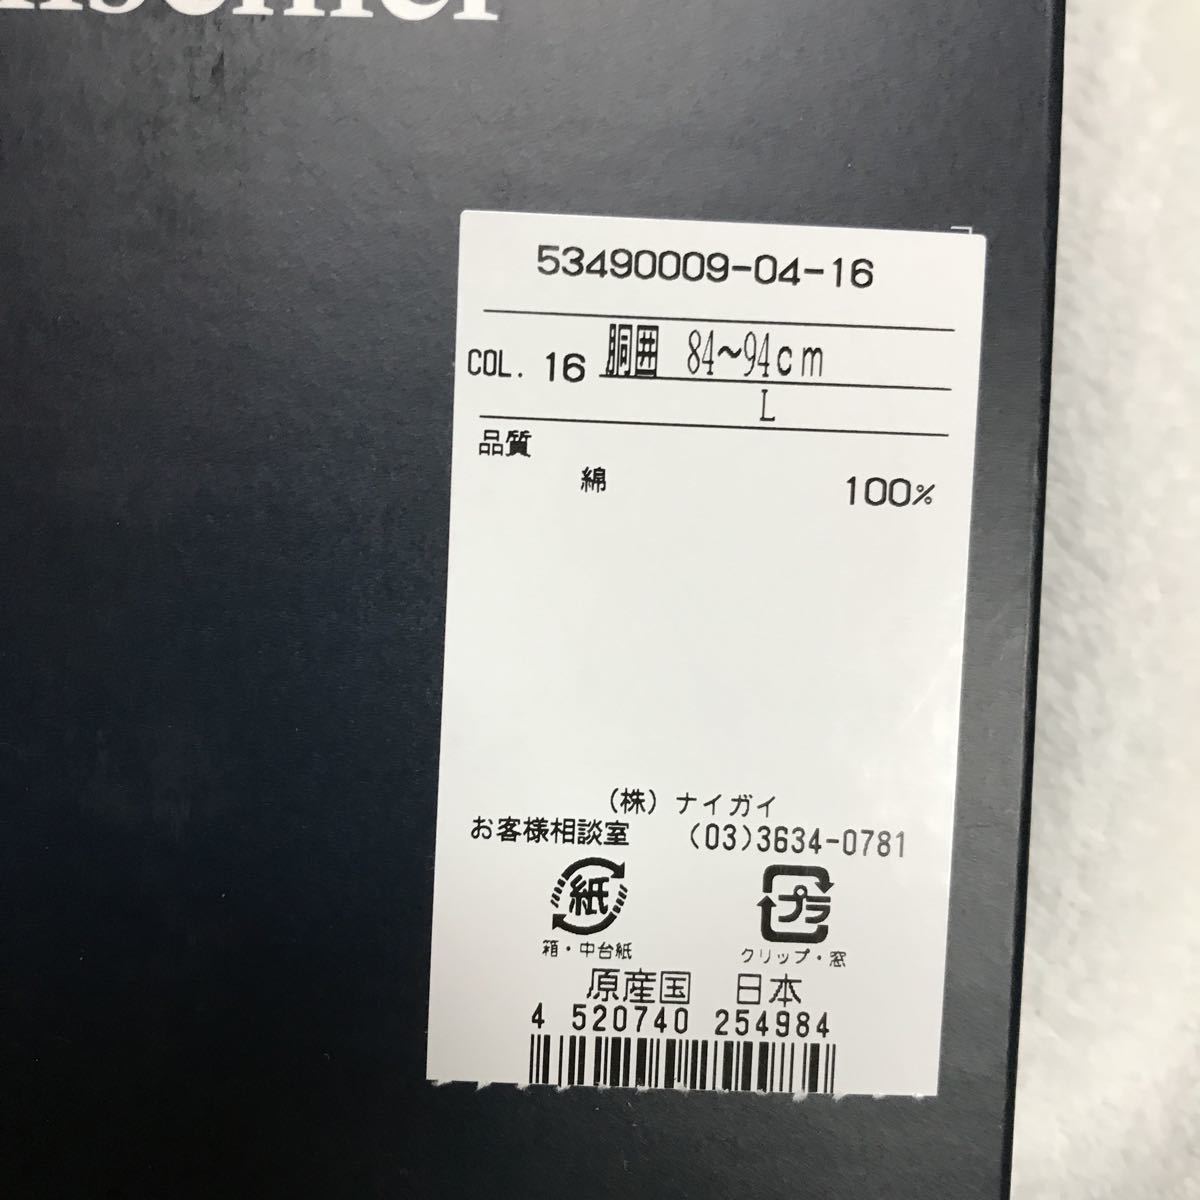 53490009-04-16
COL. 16 胴囲 84~94cm
L
品質
綿 100%
(株) ナイガイ
お客様相談室 (03)3634-0781
紙 プラ
箱・中台紙 クリップ・窓
原産国 日本
4 520740 254984